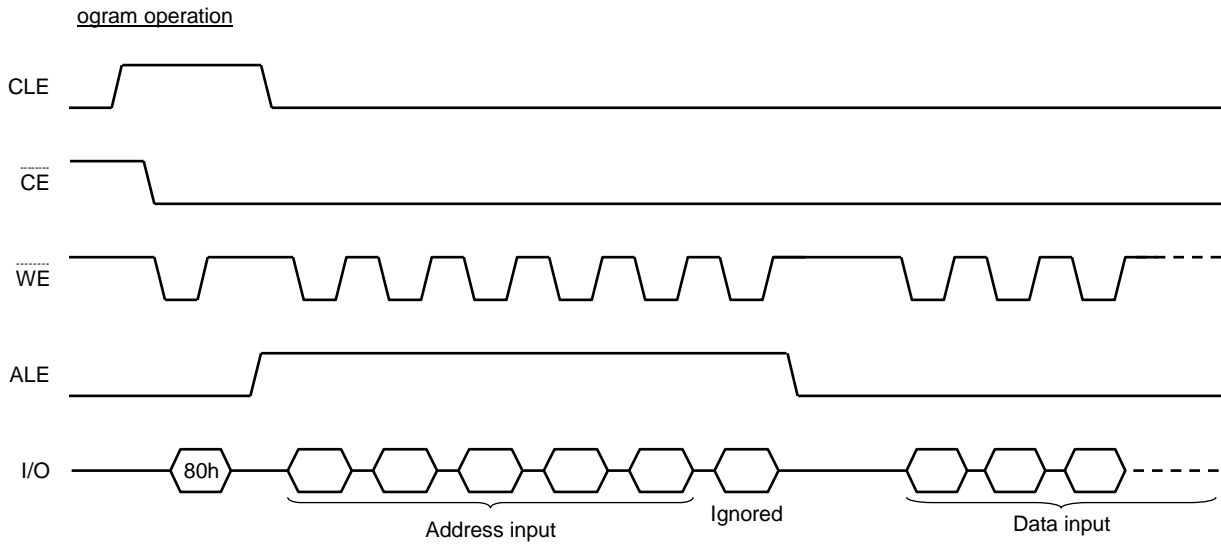 ogram operation
CLE
CE
WE
ALE
I/O
80h
Address input
Ignored
Data input